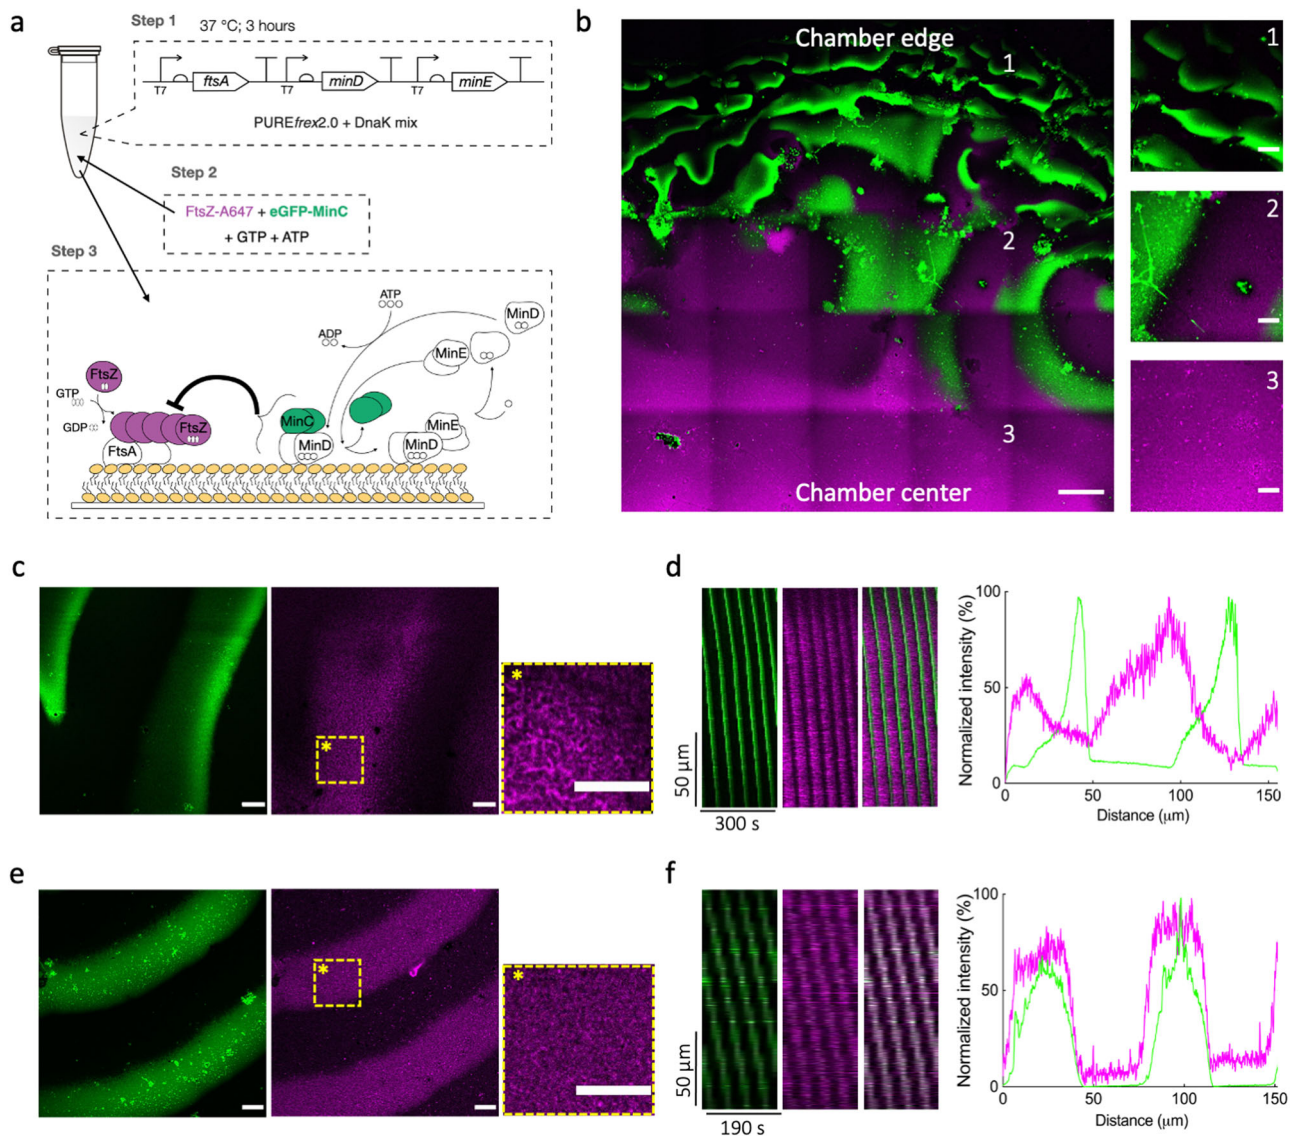 a
Step 1
37 °C; 3 hours
T7
ftsA
T7
minD
T7
minE
PUREfrex2.0 + DnaK mix
Step 2
FtsZ-A647 + eGFP-MinC
+ GTP + ATP
Step 3
ATP
ADP
MinD
MinE
FtsZ
GTP
GDP
FtsZ
FtsA
MinC
MinD
MinE
MinD
b
Chamber edge
1
2
3
Chamber center
1
2
3
c
*
*
d
50 µm
300 s
Normalized intensity (%)
100
50
0
0
50
100
150
Distance (µm)
e
*
*
f
50 µm
190 s
Normalized intensity (%)
100
50
0
0
50
100
150
Distance (µm)